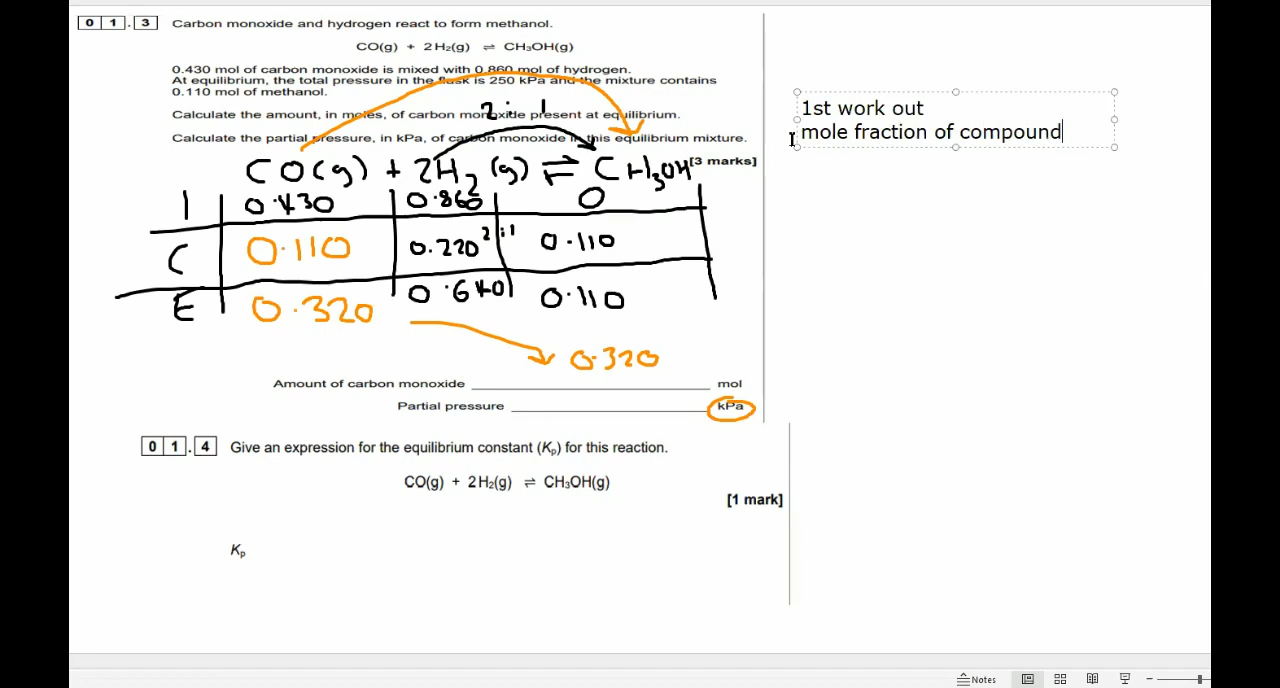 01.3 Carbon monoxide and hydrogen react to form methanol.
CO(g) + 2H₂(g) ⇌ CH₃OH(g)
0.430 mol of carbon monoxide is mixed with 0.860 mol of hydrogen.
At equilibrium, the total pressure in the flask is 250 kPa and the mixture contains
0.110 mol of methanol.
Calculate the amount, in moles, of carbon monoxide present at equilibrium.
2 : 1
Calculate the partial pressure, in kPa, of carbon monoxide in this equilibrium mixture.
[3 marks]
CO(g) + 2H₂(g) ⇌ CH₃OH
I 0.430 0.860 0
C 0.110 0.220 2:1 0.110
E 0.320 0.640 0.110
0.320
Amount of carbon monoxide mol
Partial pressure kPa
01.4 Give an expression for the equilibrium constant (Kₚ) for this reaction.
CO(g) + 2H₂(g) ⇌ CH₃OH(g)
[1 mark]
Kₚ
1st work out
mole fraction of compound
Notes